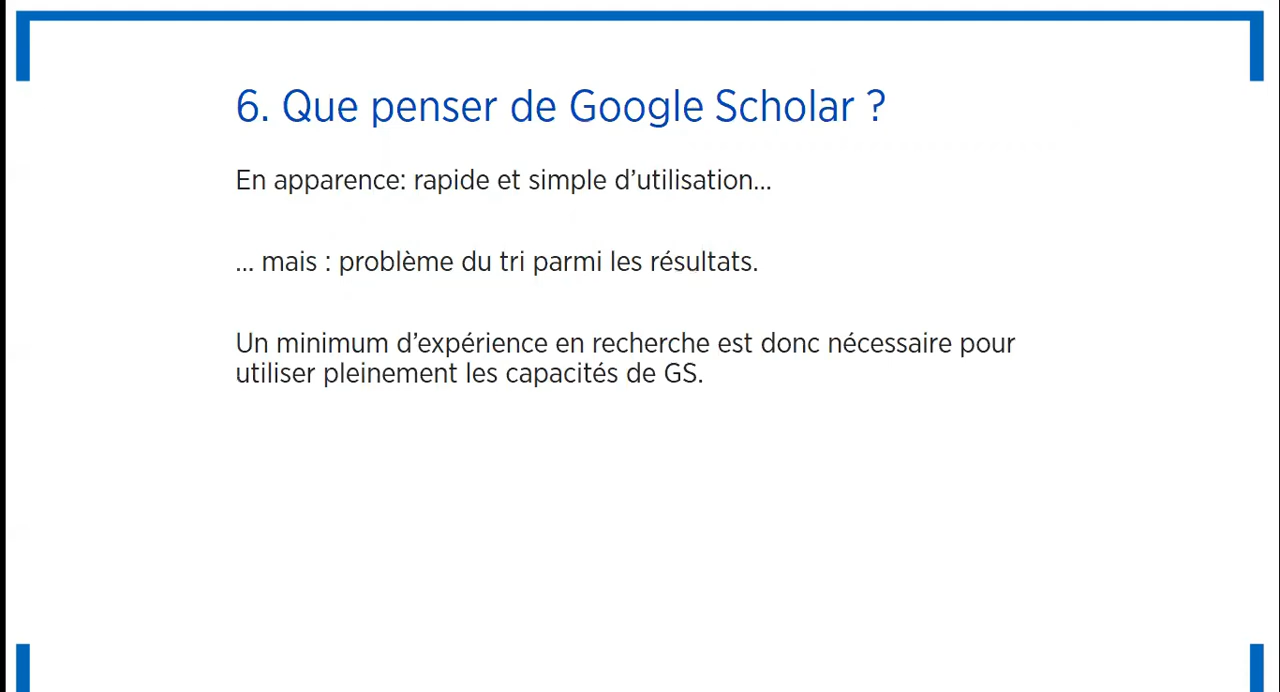 6. Que penser de Google Scholar ?
En apparence: rapide et simple d’utilisation...
... mais : problème du tri parmi les résultats.
Un minimum d’expérience en recherche est donc nécessaire pour
utiliser pleinement les capacités de GS.